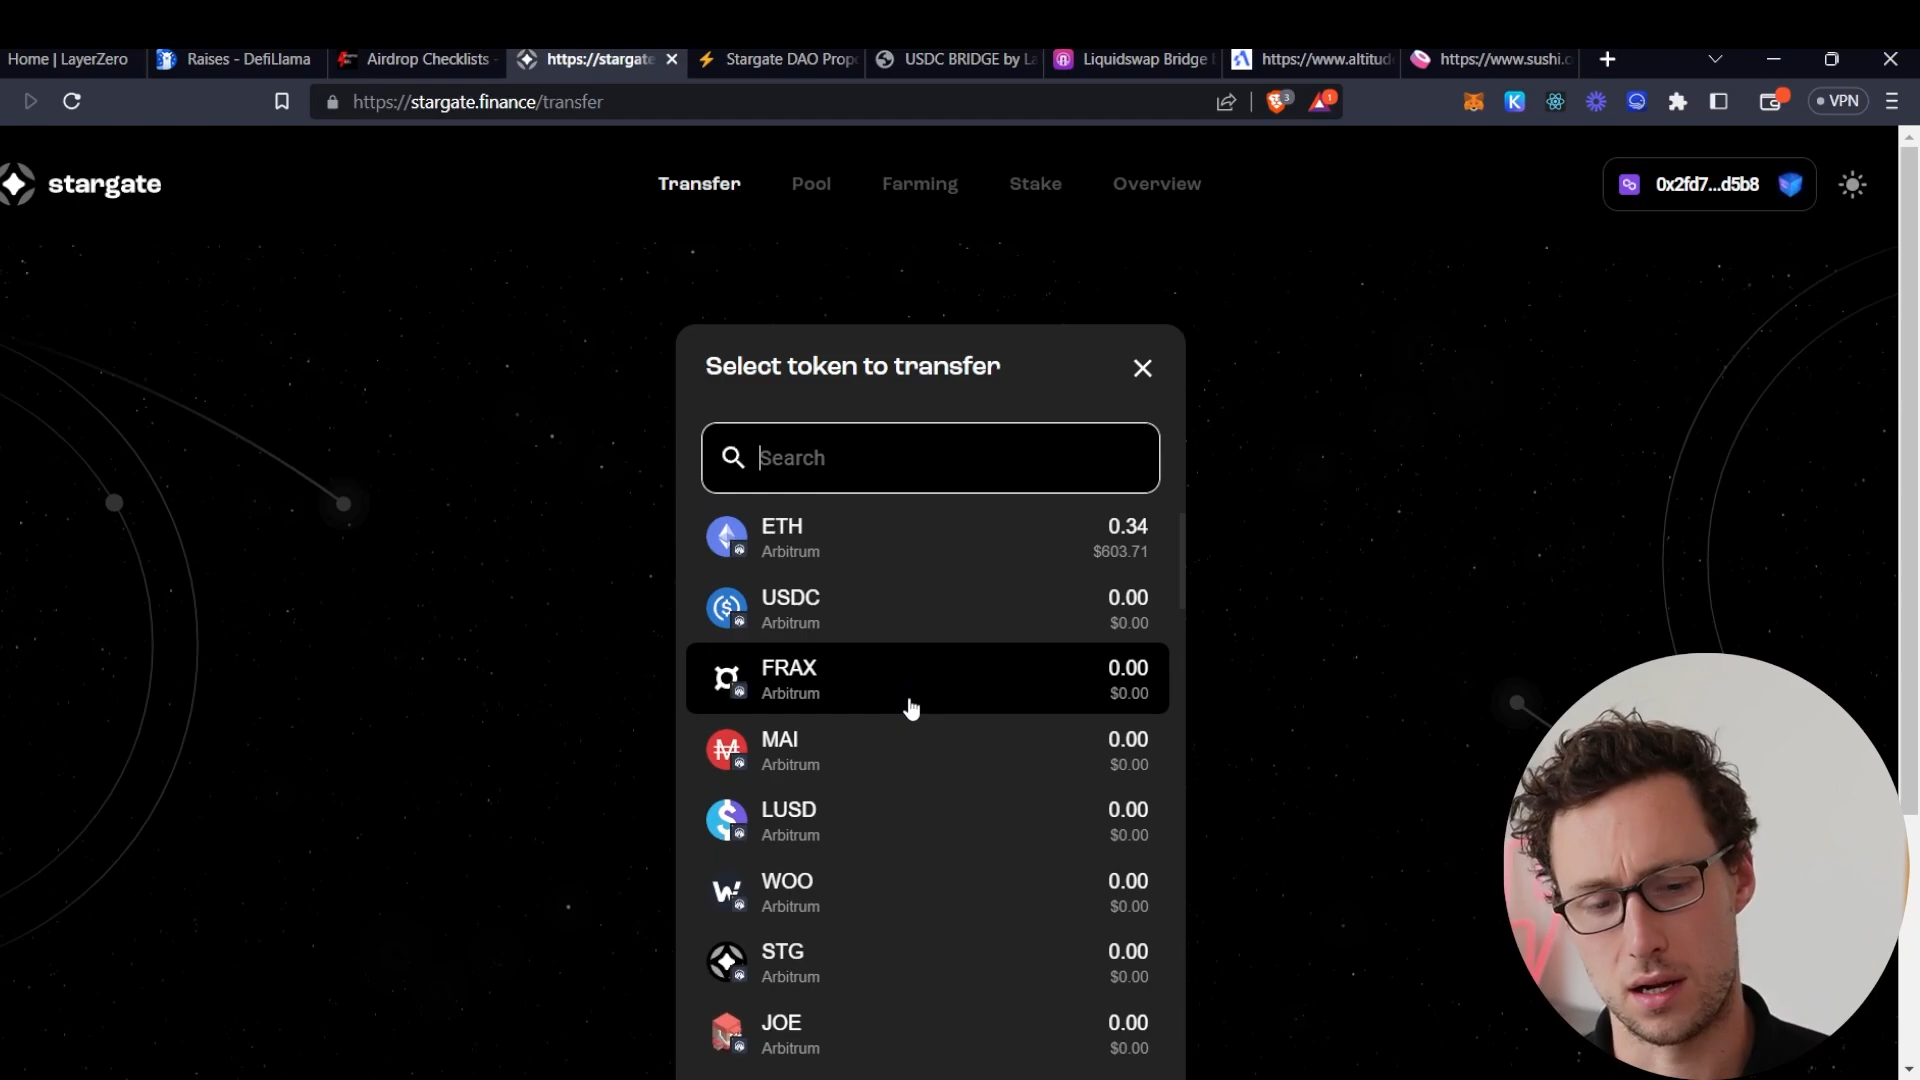 Home | LayerZero
Raises - DefiLlama
Airdrop Checklists -
https://stargate
Stargate DAO Prop
USDC BRIDGE by La
Liquidswap Bridge
https://www.altitud
https://www.sushi.c
https://stargate.finance/transfer
3
1
VPN
stargate
Transfer
Pool
Farming
Stake
Overview
0x2fd7...d5b8
Select token to transfer
Search
ETH 0.34
Arbitrum $603.71
USDC 0.00
Arbitrum $0.00
FRAX 0.00
Arbitrum $0.00
MAI 0.00
Arbitrum $0.00
LUSD 0.00
Arbitrum $0.00
WOO 0.00
Arbitrum $0.00
STG 0.00
Arbitrum $0.00
JOE 0.00
Arbitrum $0.00